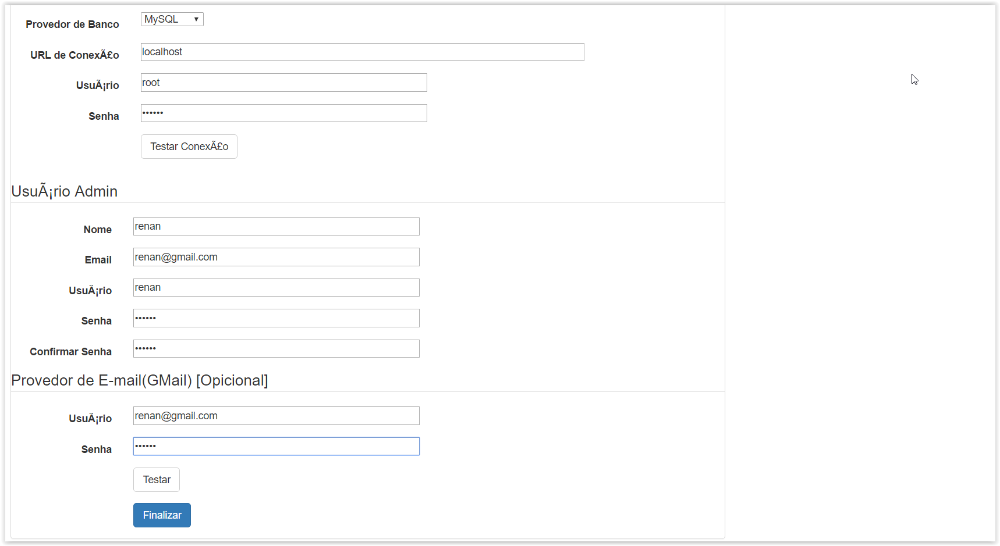 Provedor de Banco MySQL
URL de ConexÃ£o localhost
UsuÃ¡rio root
Senha ••••••
Testar ConexÃ£o
UsuÃ¡rio Admin
Nome renan
Email renan@gmail.com
UsuÃ¡rio renan
Senha ••••••
Confirmar Senha ••••••
Provedor de E-mail(GMail) [Opicional]
UsuÃ¡rio renan@gmail.com
Senha ••••••
Testar
Finalizar